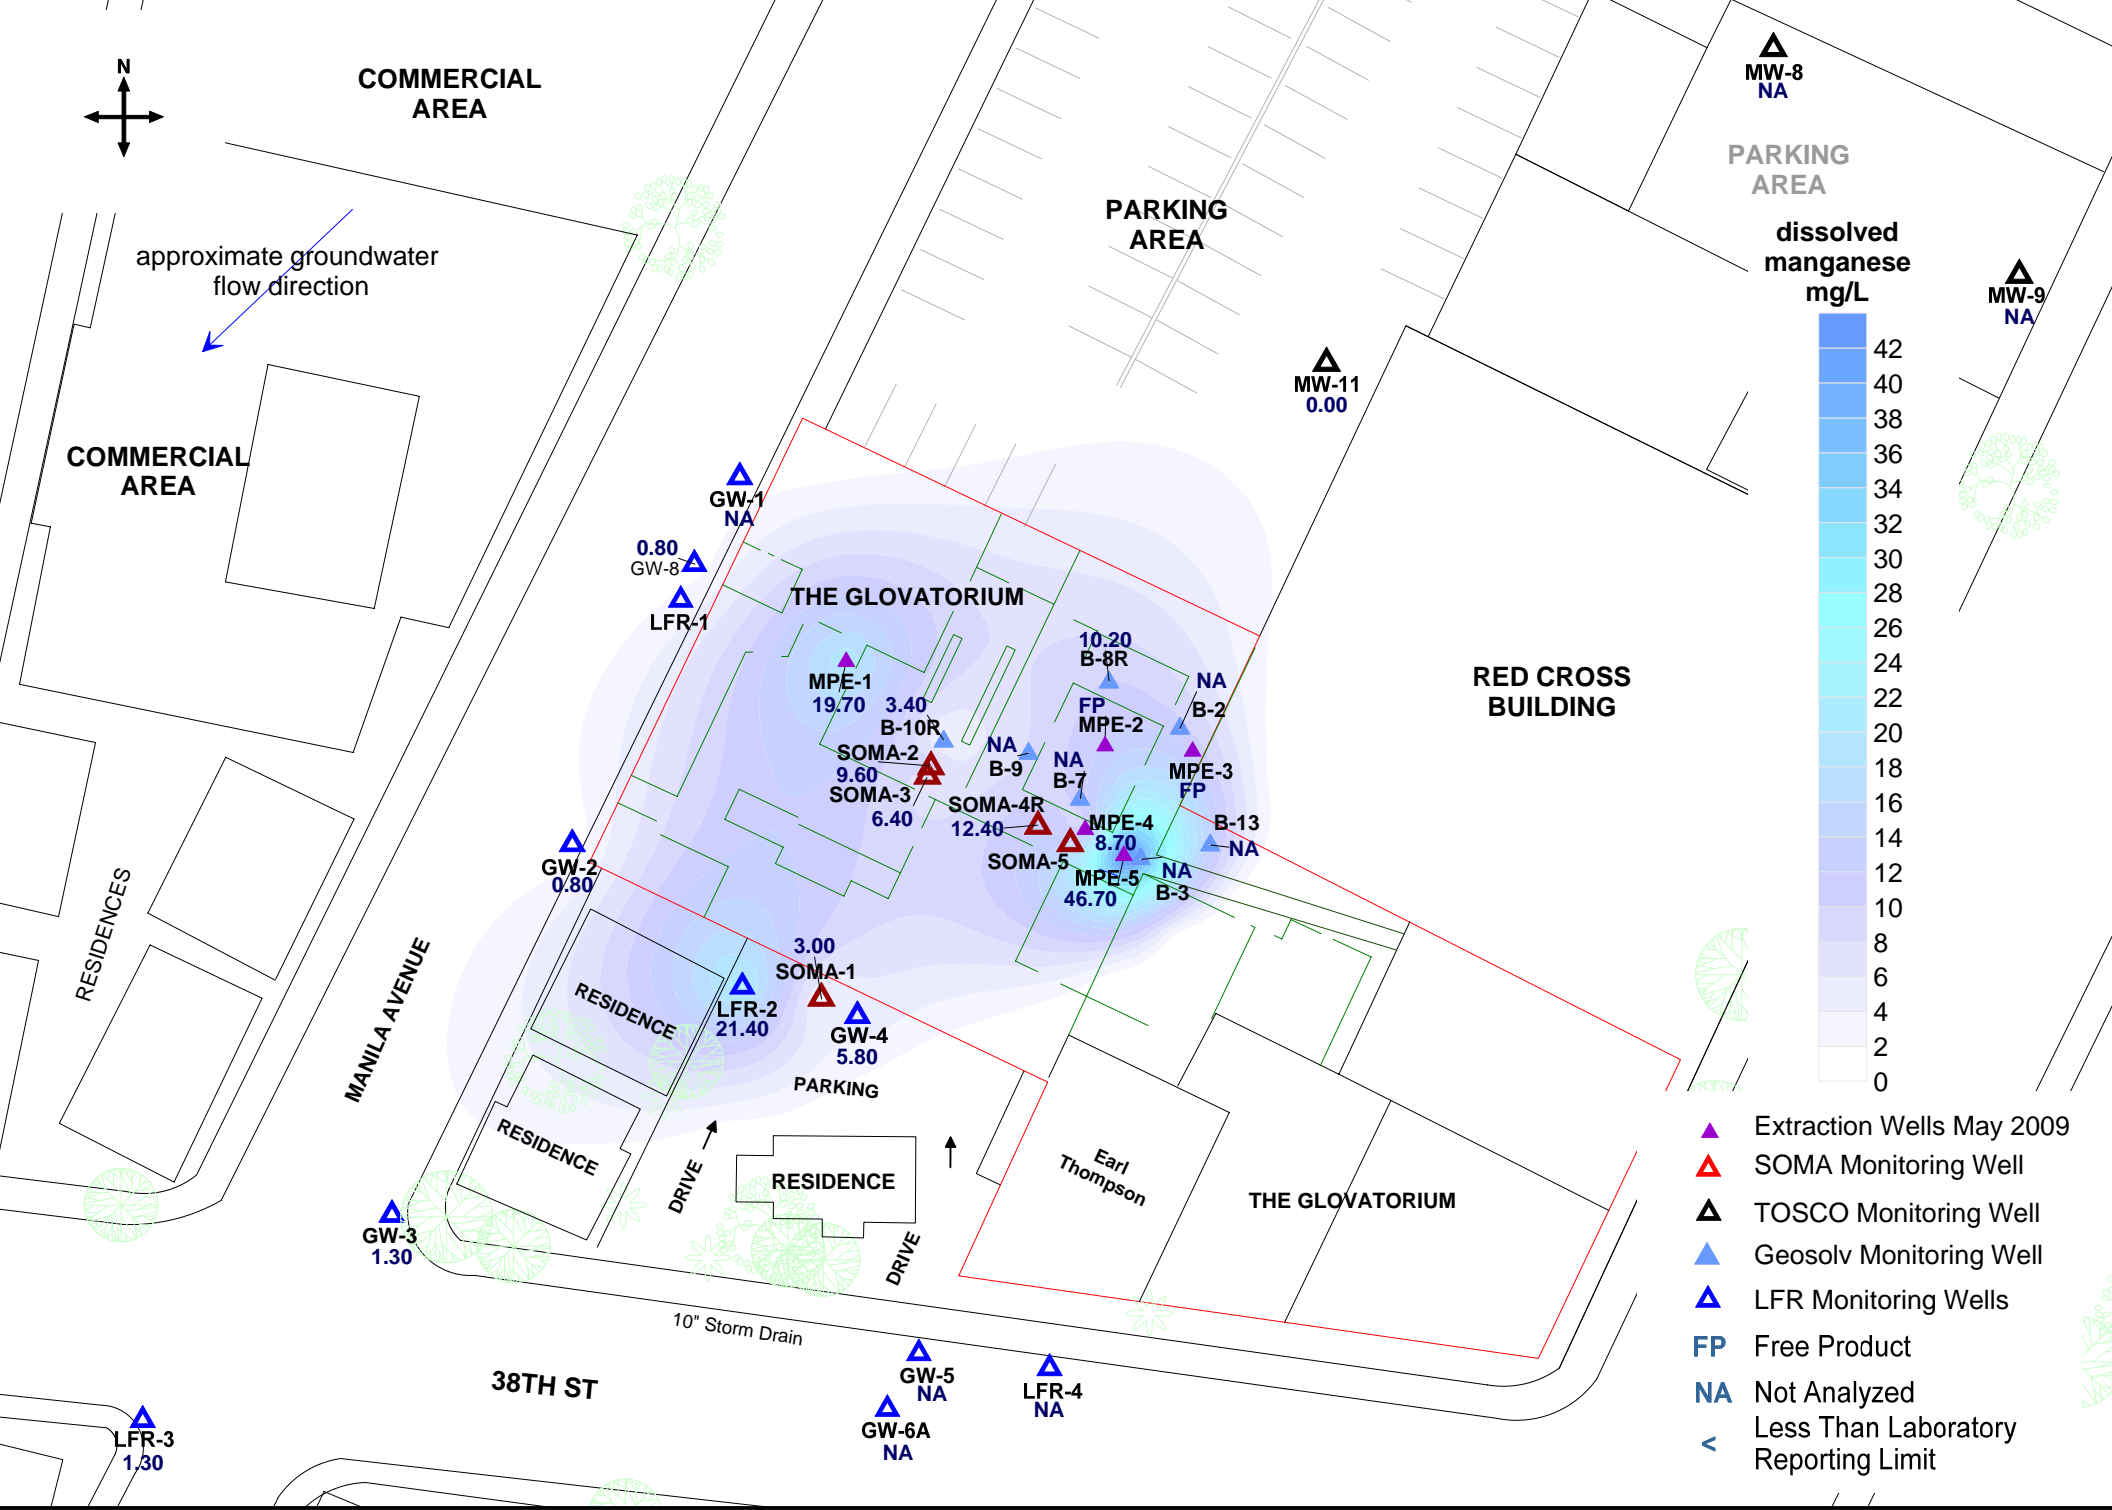 N
COMMERCIAL
AREA
approximate groundwater
flow direction
COMMERCIAL
AREA
PARKING
AREA
MW-8
NA
PARKING
AREA
MW-9
NA
MW-11
0.00
dissolved
manganese
mg/L
42
40
38
36
34
32
30
28
26
24
22
20
18
16
14
12
10
8
6
4
2
0
GW-1
NA
0.80
GW-8
LFR-1
THE GLOVATORIUM
MPE-1
19.70
3.40
B-10R
SOMA-2
9.60
SOMA-3
6.40
10.20
B-8R
FP
MPE-2
NA
B-2
NA
B-9
NA
B-7
MPE-3
FP
SOMA-4R
12.40
SOMA-5
MPE-4
8.70
B-13
NA
MPE-5
46.70
NA
B-3
RED CROSS
BUILDING
GW-2
0.80
RESIDENCES
MANILA AVENUE
RESIDENCE
LFR-2
21.40
3.00
SOMA-1
GW-4
5.80
PARKING
RESIDENCE
DRIVE
RESIDENCE
DRIVE
Earl
Thompson
THE GLOVATORIUM
GW-3
1.30
10" Storm Drain
38TH ST
GW-5
NA
GW-6A
NA
LFR-4
NA
LFR-3
1.30
Extraction Wells May 2009
SOMA Monitoring Well
TOSCO Monitoring Well
Geosolv Monitoring Well
LFR Monitoring Wells
FP Free Product
NA Not Analyzed
< Less Than Laboratory
Reporting Limit